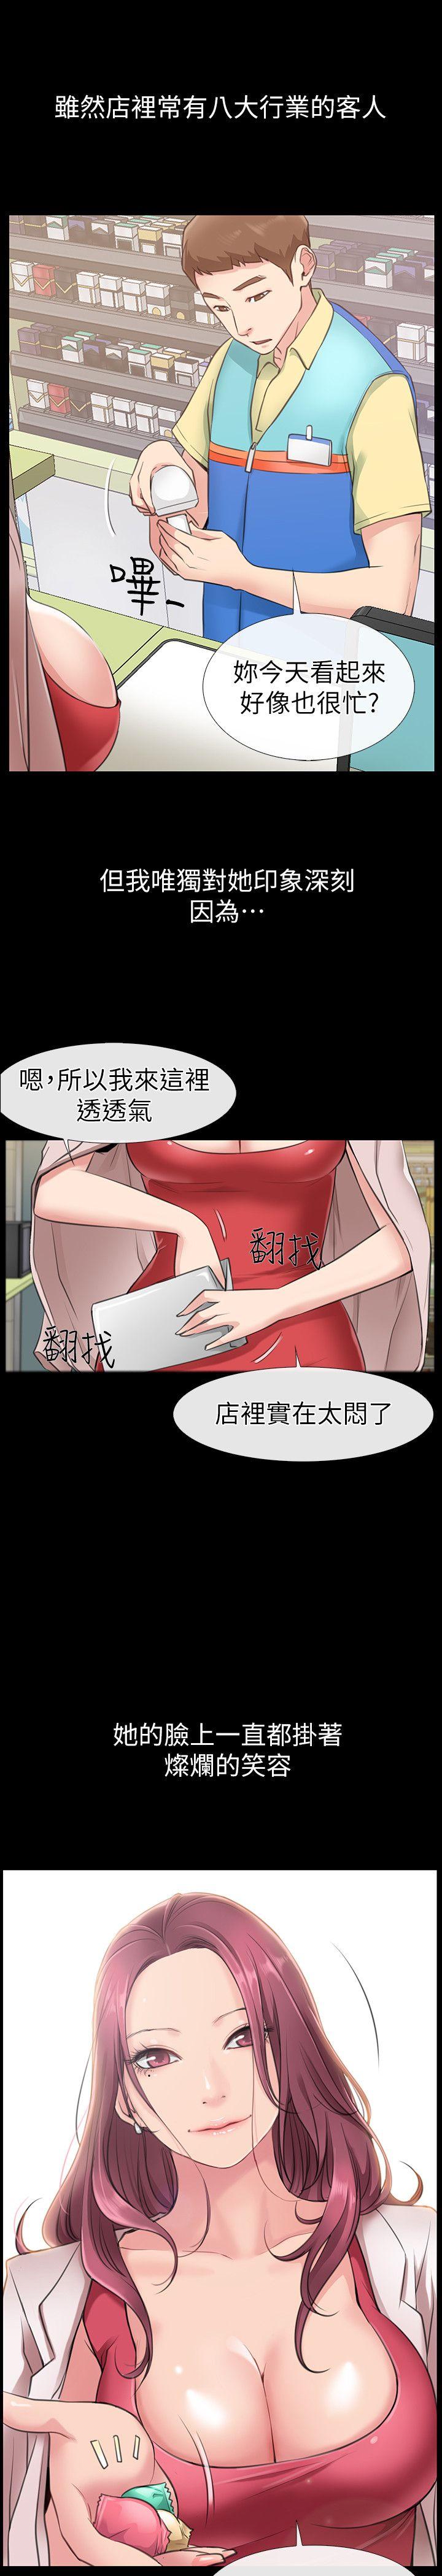 雖然店裡常有八大行業的客人
嗶-
妳今天看起來
好像也很忙?
但我唯獨對她印象深刻
因為…
嗯,所以我來這裡
透透氣
翻找
翻找
店裡實在太悶了
她的臉上一直都掛著
燦爛的笑容